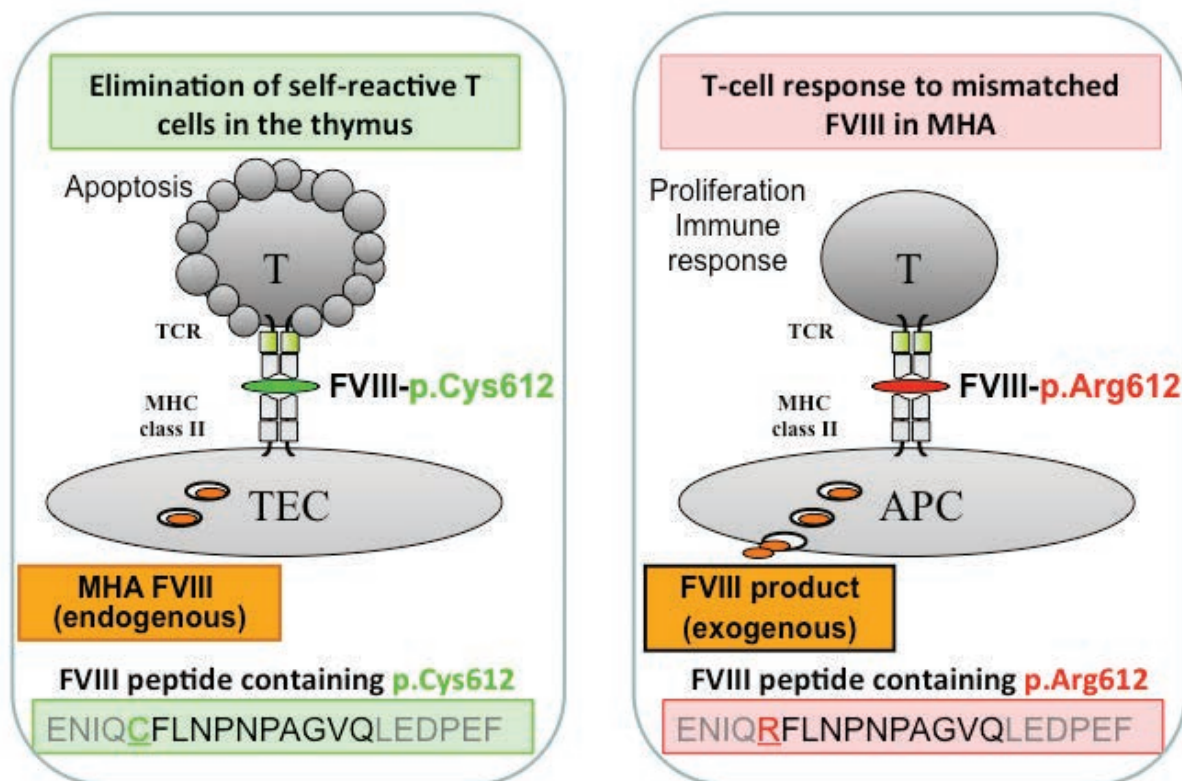 Elimination of self-reactive T
cells in the thymus
Apoptosis
T
TCR
FVIII-p.Cys612
MHC
class II
TEC
MHA FVIII
(endogenous)
FVIII peptide containing p.Cys612
ENIQCFLNPNPAGVQLEDPEF
T-cell response to mismatched
FVIII in MHA
Proliferation
Immune
response
T
TCR
FVIII-p.Arg612
MHC
class II
APC
FVIII product
(exogenous)
FVIII peptide containing p.Arg612
ENIQRFLNPNPAGVQLEDPEF